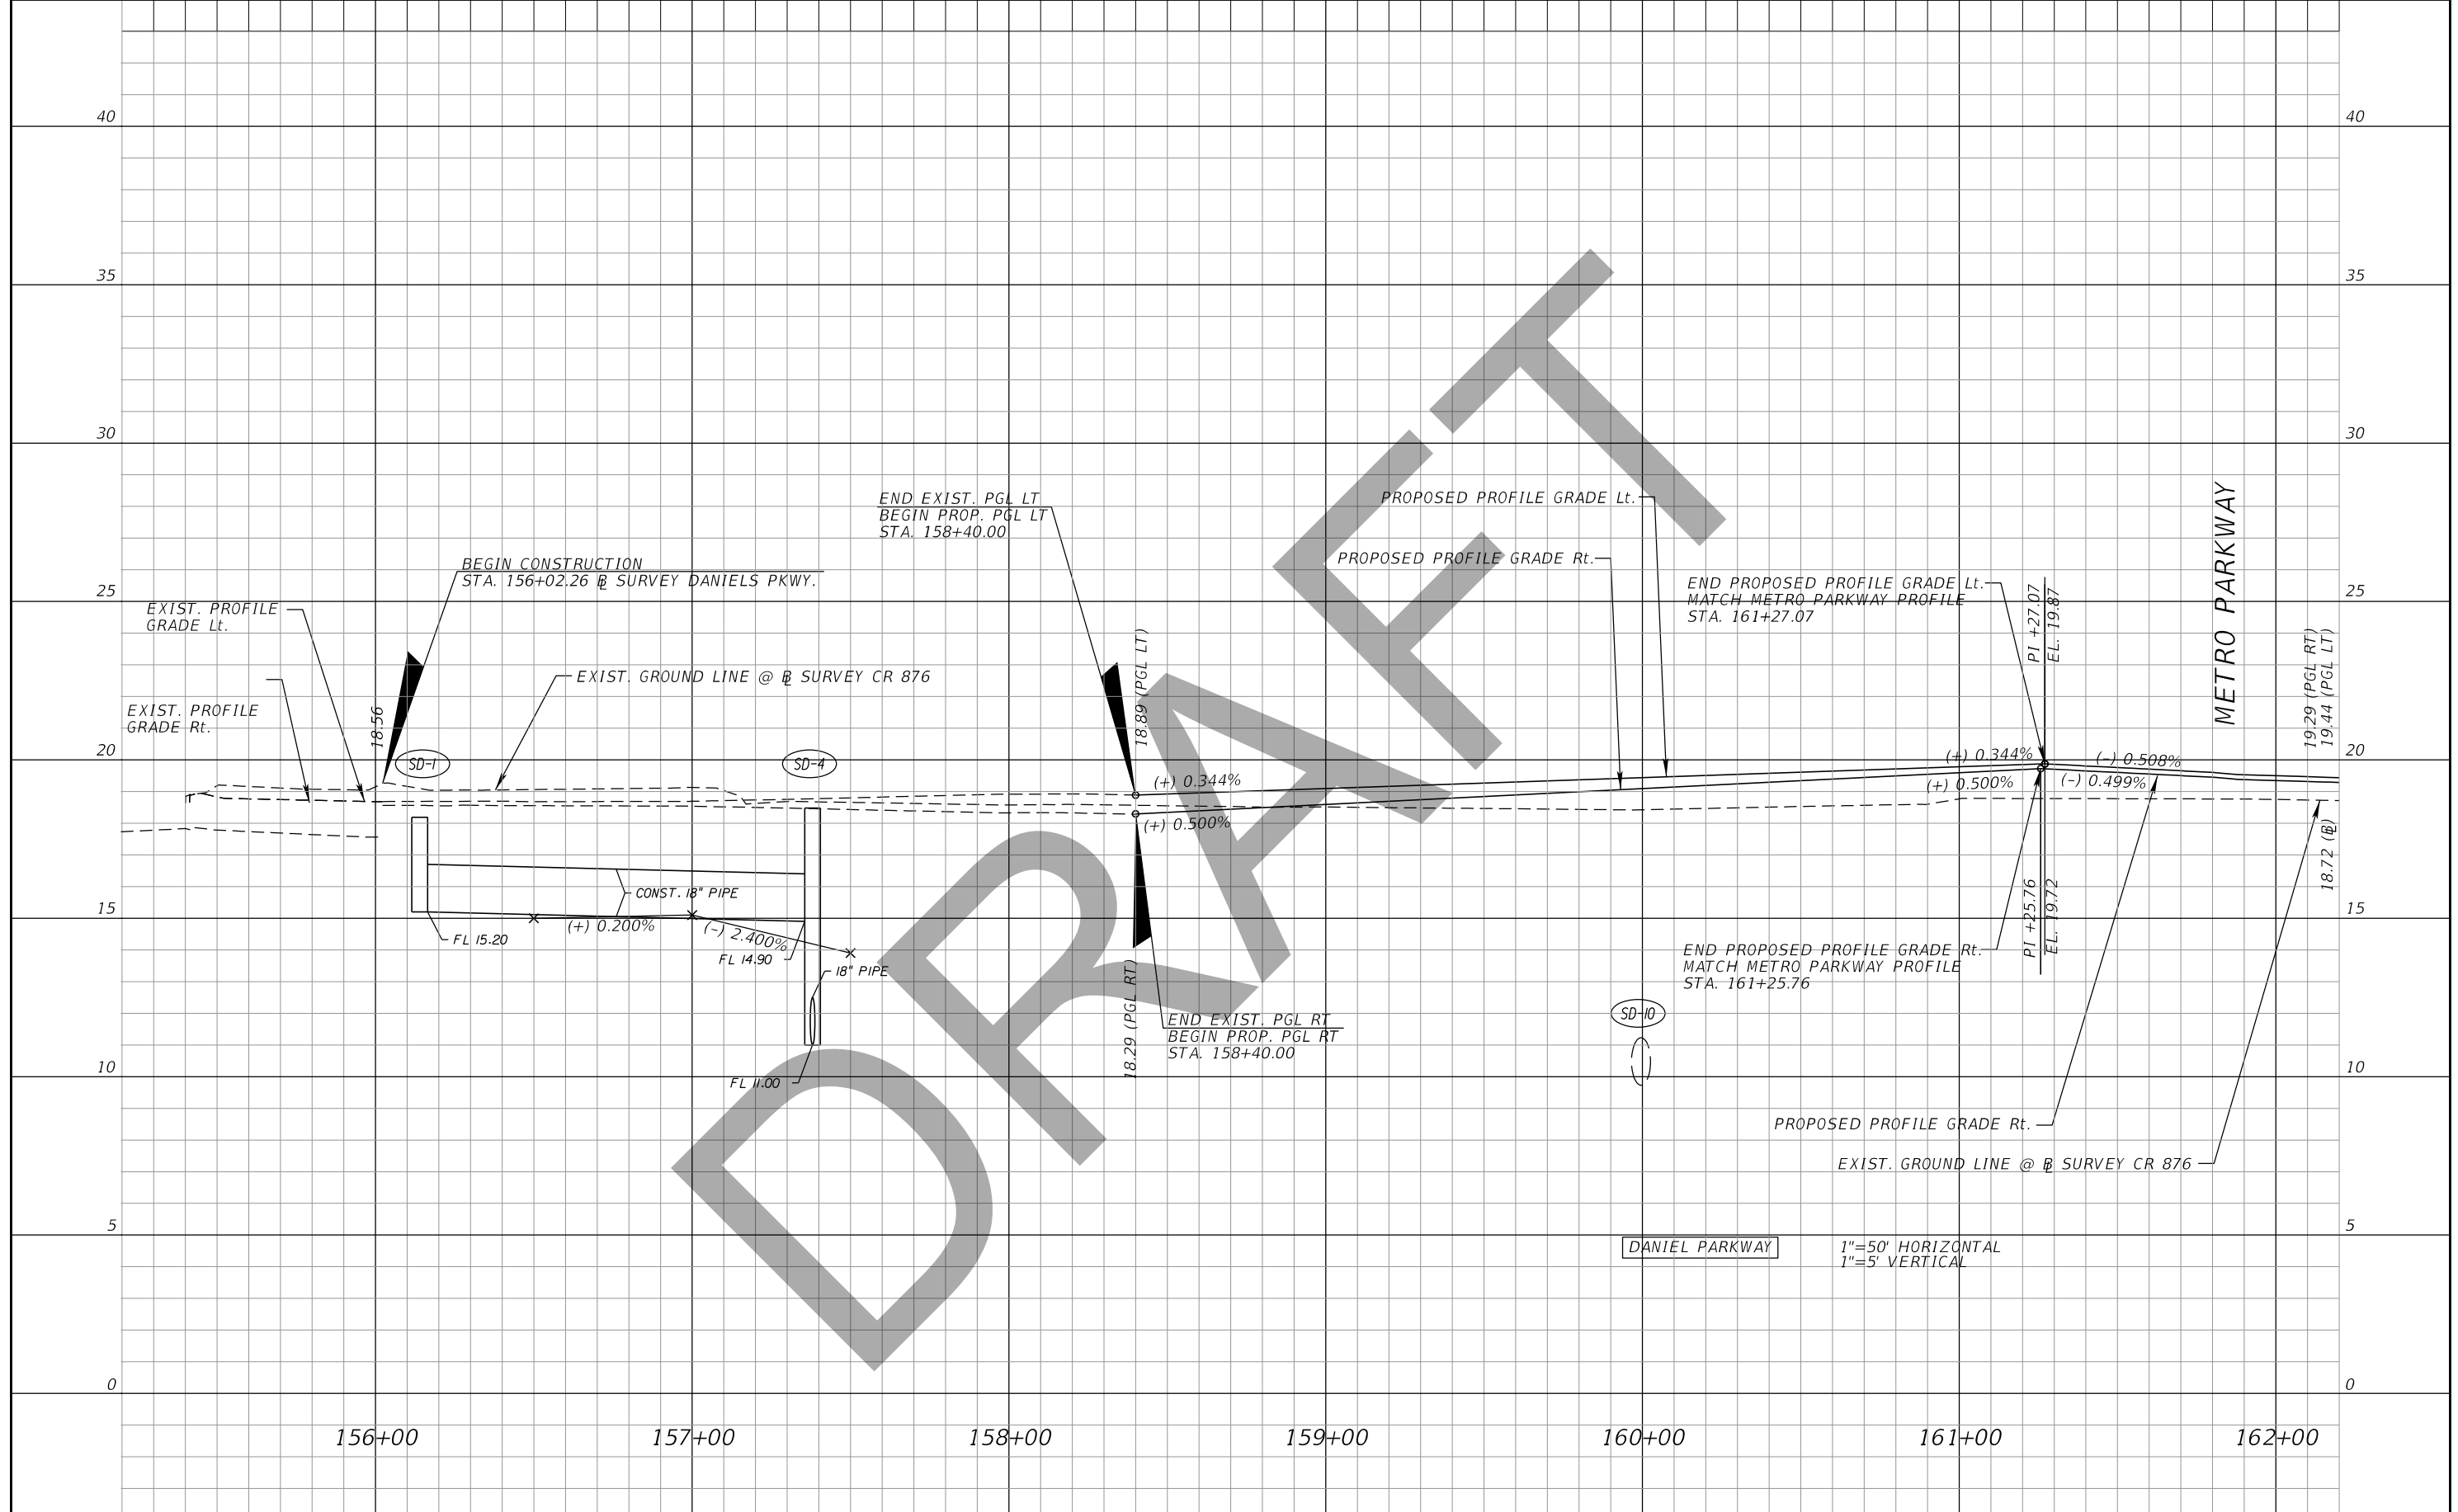 40
40
35
35
30
30
END EXIST. PGL LT
BEGIN PROP. PGL LT
STA. 158+40.00
PROPOSED PROFILE GRADE Lt.
PROPOSED PROFILE GRADE Rt.
METRO PARKWAY
BEGIN CONSTRUCTION
STA. 156+02.26 BL SURVEY DANIELS PKWY.
END PROPOSED PROFILE GRADE Lt.
MATCH METRO PARKWAY PROFILE
STA. 161+27.07
PI +27.07
EL. 19.87
25
25
EXIST. PROFILE
GRADE Lt.
EXIST. GROUND LINE @ BL SURVEY CR 876
EXIST. PROFILE
GRADE Rt.
18.56
18.89 (PGL LT)
19.29 (PGL RT)
19.44 (PGL LT)
20
20
SD-1
SD-4
(+) 0.344%
(+) 0.344%
(-) 0.508%
(+) 0.500%
(+) 0.500%
(-) 0.499%
18.72 (BL)
CONST. 18" PIPE
15
15
(+) 0.200%
(-) 2.400%
FL 15.20
FL 14.90
18" PIPE
PI +25.76
EL. 19.72
END PROPOSED PROFILE GRADE Rt.
MATCH METRO PARKWAY PROFILE
STA. 161+25.76
18.29 (PGL RT)
SD-10
END EXIST. PGL RT
BEGIN PROP. PGL RT
STA. 158+40.00
10
10
FL 11.00
PROPOSED PROFILE GRADE Rt.
EXIST. GROUND LINE @ BL SURVEY CR 876
5
5
DANIEL PARKWAY
1"=50' HORIZONTAL
1"=5' VERTICAL
0
0
156+00
157+00
158+00
159+00
160+00
161+00
162+00
DRAFT